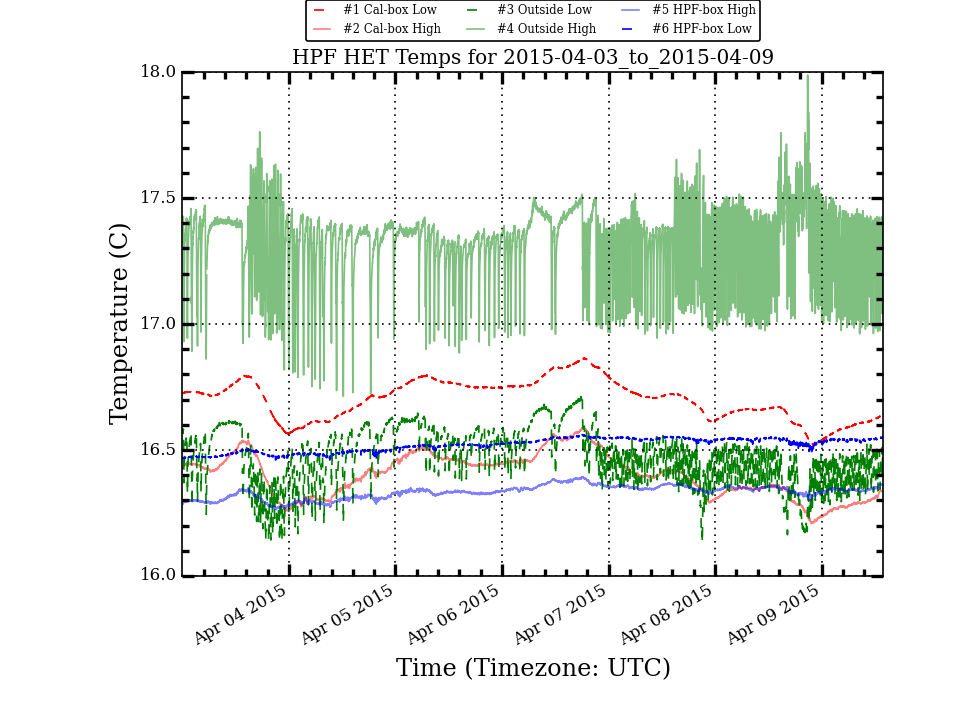 #1 Cal-box Low #3 Outside Low #5 HPF-box High
#2 Cal-box High #4 Outside High #6 HPF-box Low
HPF HET Temps for 2015-04-03_to_2015-04-09
18.0
17.5
17.0
16.5
16.0
Temperature (C)
Apr 04 2015 Apr 05 2015 Apr 06 2015 Apr 07 2015 Apr 08 2015 Apr 09 2015
Time (Timezone: UTC)